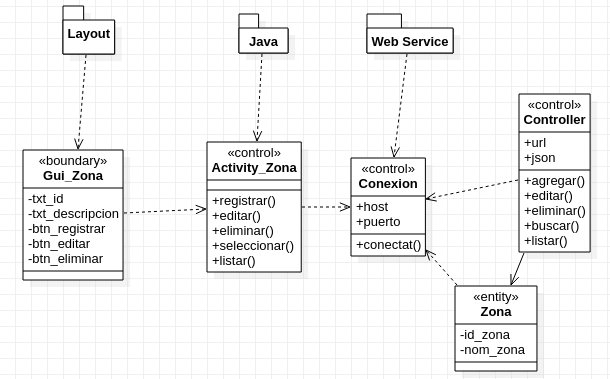 Layout
Java
Web Service
«boundary»
Gui_Zona
-txt_id
-txt_descripcion
-btn_registrar
-btn_editar
-btn_eliminar
«control»
Activity_Zona
+registrar()
+editar()
+eliminar()
+seleccionar()
+listar()
«control»
Conexion
+host
+puerto
+conectat()
«control»
Controller
+url
+json
+agregar()
+editar()
+eliminar()
+buscar()
+listar()
«entity»
Zona
-id_zona
-nom_zona